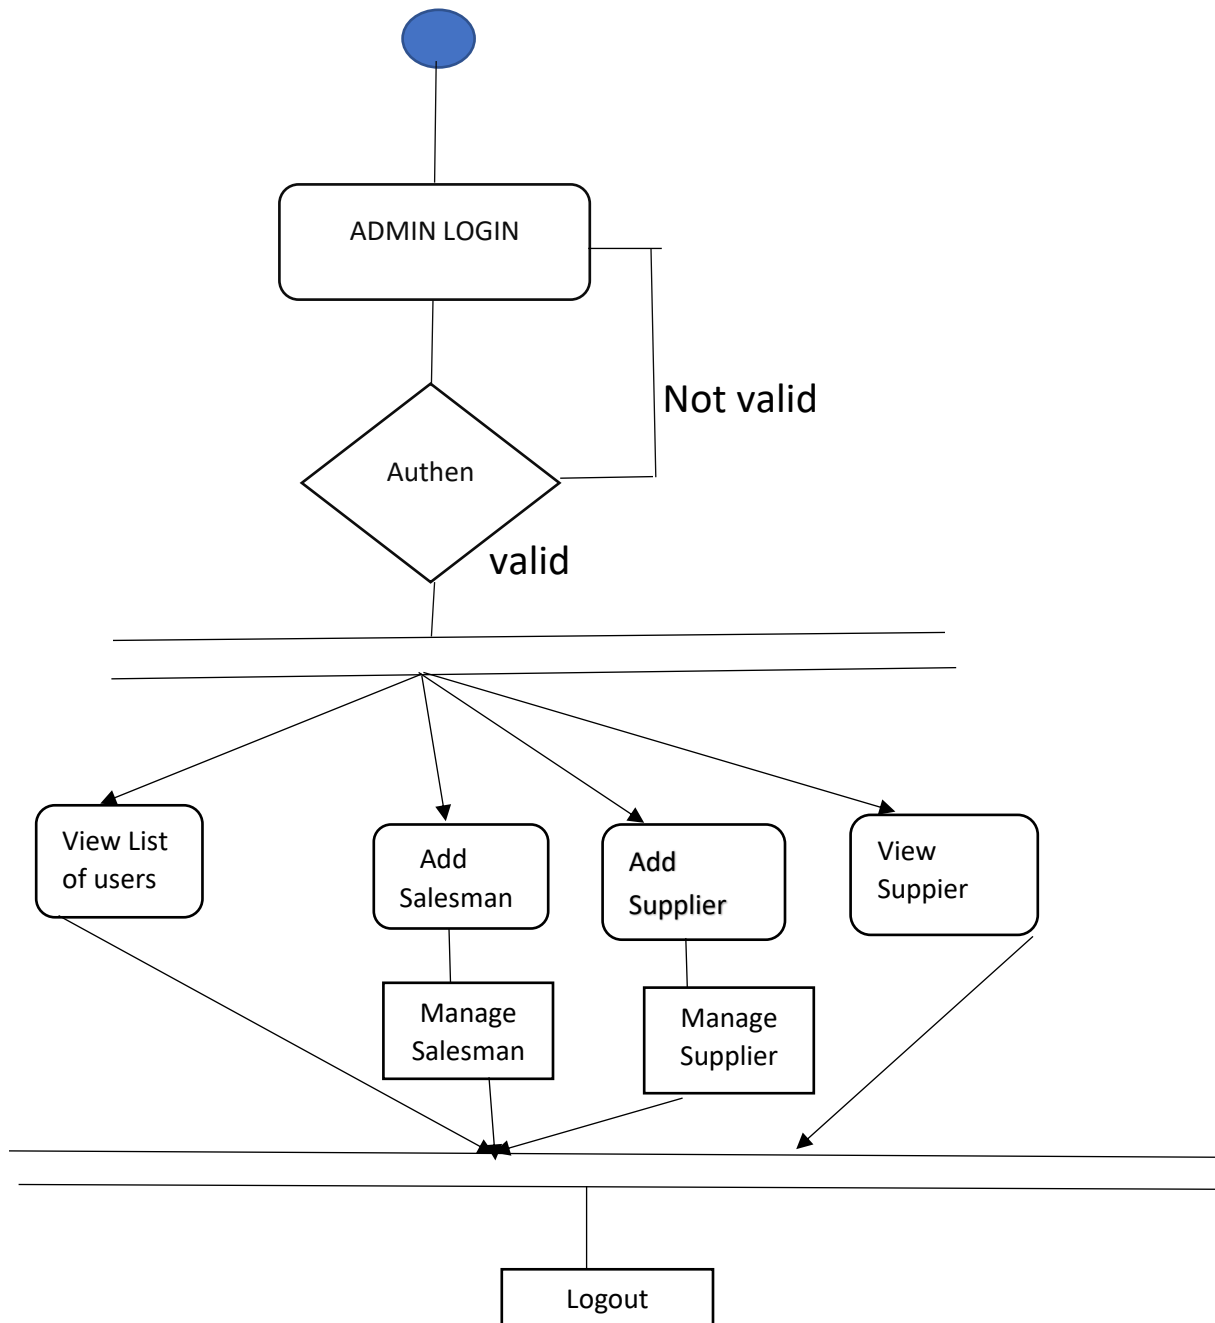 ADMIN LOGIN
Not valid
Authen
valid
View List
of users
Add
Salesman
Add
Supplier
View
Suppier
Manage
Salesman
Manage
Supplier
Logout